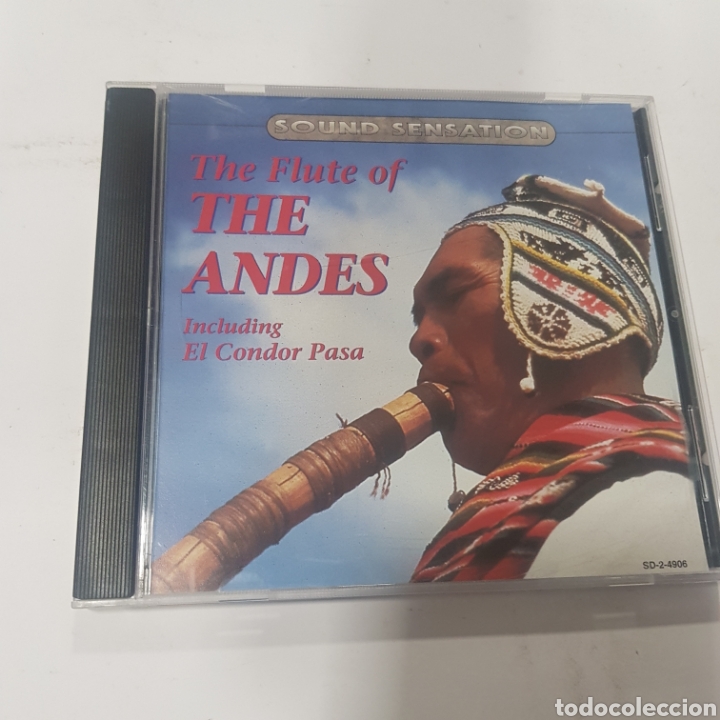 SOUND SENSATION
The Flute of
THE
ANDES
Including
El Condor Pasa
SD-2-4906
todocoleccion